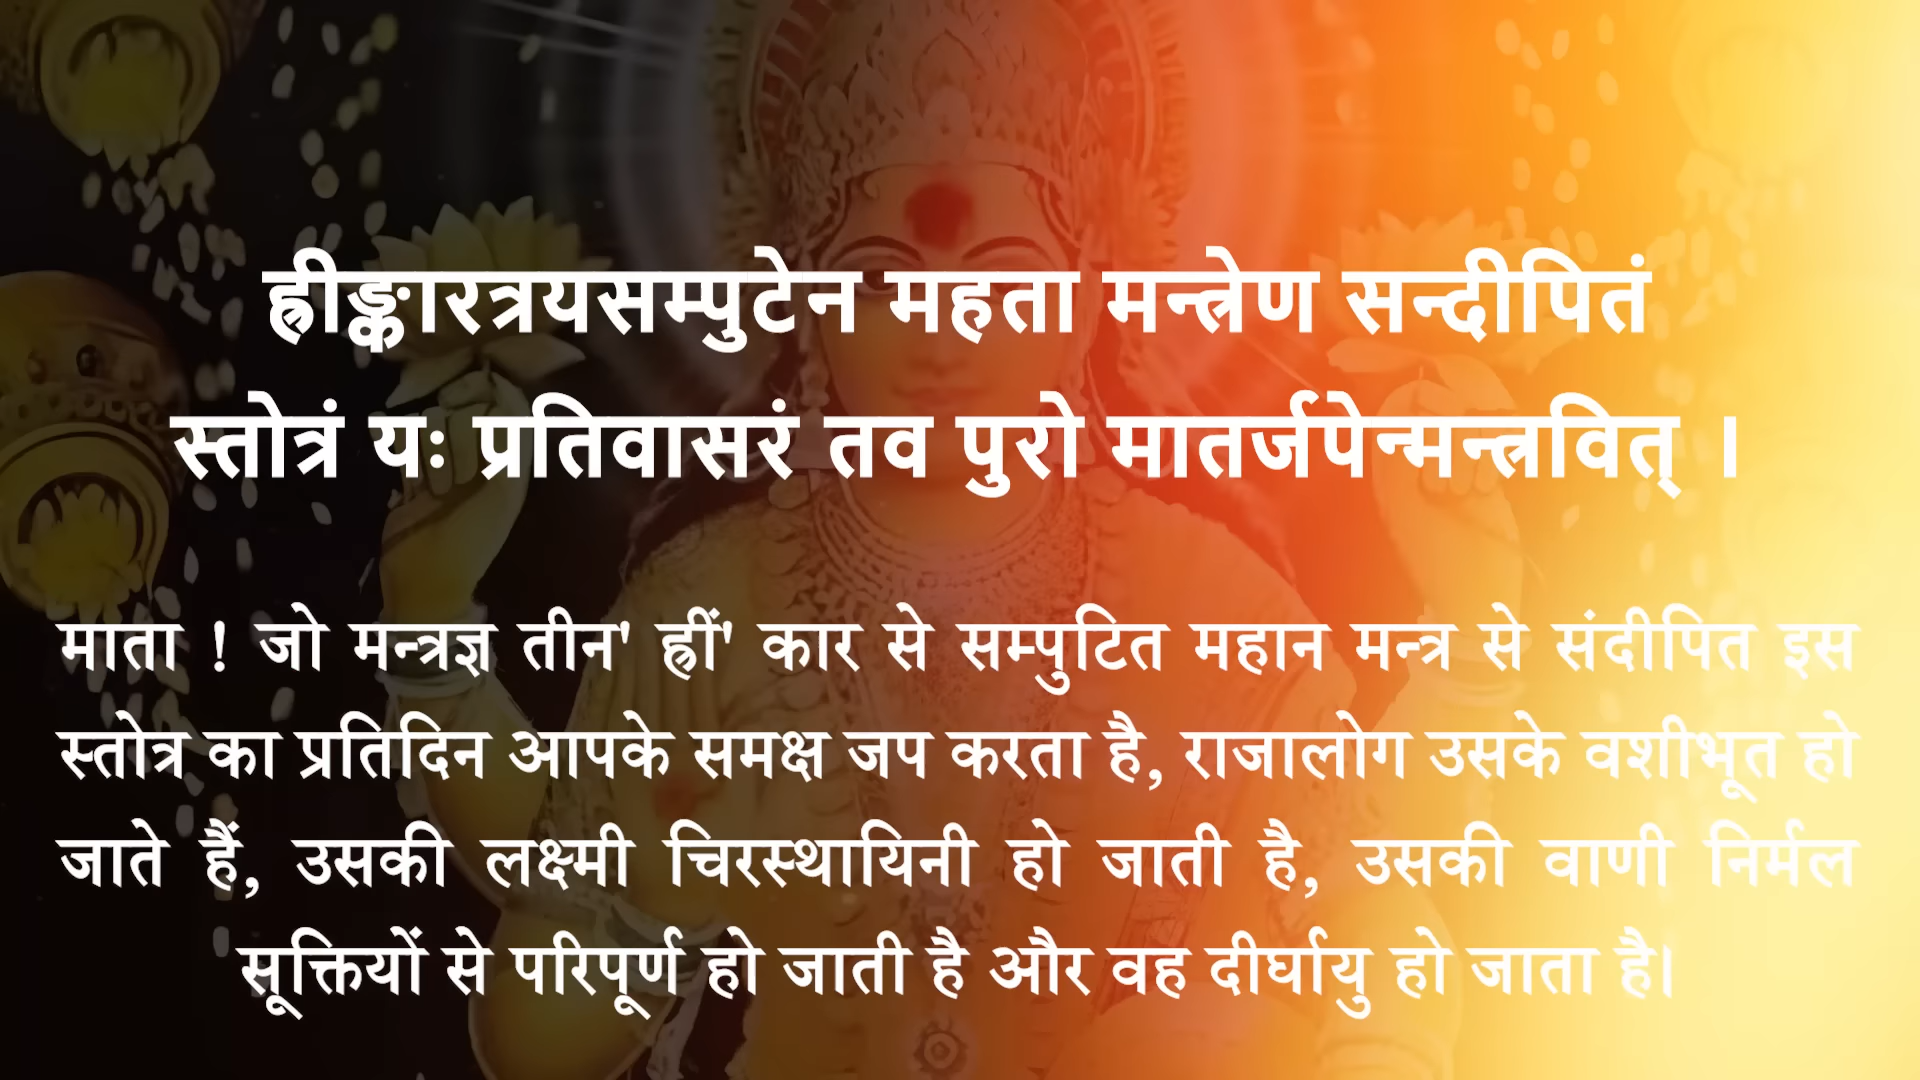 ह्रीङ्कारत्रयसम्पुटेन महता मन्त्रेण सन्दीपितं
स्तोत्रं यः प्रतिवासरं तव पुरो मातर्जपेन्मन्त्रवित् ।
माता ! जो मन्त्रज्ञ तीन' ह्रीं' कार से सम्पुटित महान मन्त्र से संदीपित इस
स्तोत्र का प्रतिदिन आपके समक्ष जप करता है, राजालोग उसके वशीभूत हो
जाते हैं, उसकी लक्ष्मी चिरस्थायिनी हो जाती है, उसकी वाणी निर्मल
सूक्तियों से परिपूर्ण हो जाती है और वह दीर्घायु हो जाता है।